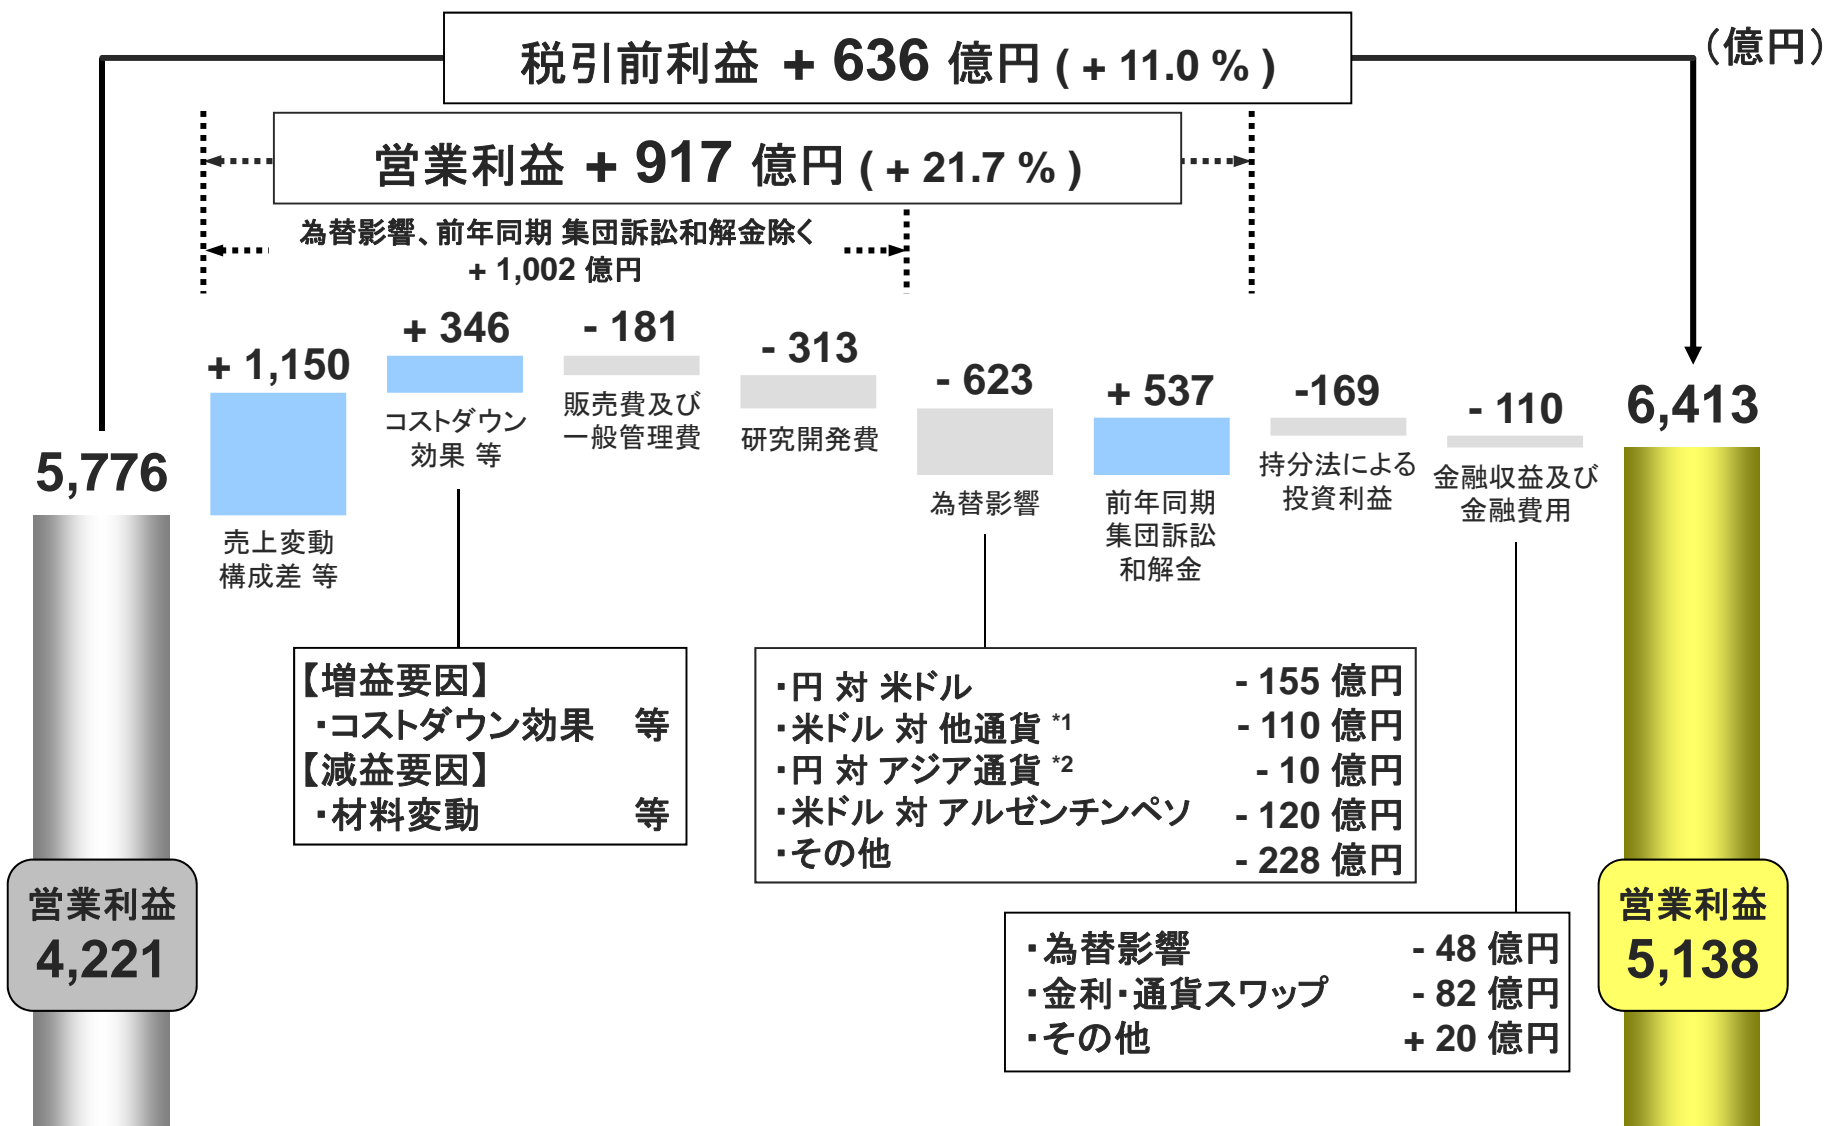 税引前利益 + 636 億円 ( + 11.0 % )
(億円)
営業利益 + 917 億円 ( + 21.7 % )
為替影響、前年同期 集団訴訟和解金除く
+ 1,002 億円
5,776
+ 1,150
売上変動
構成差 等
+ 346
コストダウン
効果 等
- 181
販売費及び
一般管理費
- 313
研究開発費
- 623
為替影響
+ 537
前年同期
集団訴訟
和解金
-169
持分法による
投資利益
- 110
金融収益及び
金融費用
6,413
【増益要因】
・コストダウン効果 等
【減益要因】
・材料変動 等
・円 対 米ドル - 155 億円
・米ドル 対 他通貨 *1 - 110 億円
・円 対 アジア通貨 *2 - 10 億円
・米ドル 対 アルゼンチンペソ - 120 億円
・その他 - 228 億円
・為替影響 - 48 億円
・金利・通貨スワップ - 82 億円
・その他 + 20 億円
営業利益
4,221
営業利益
5,138